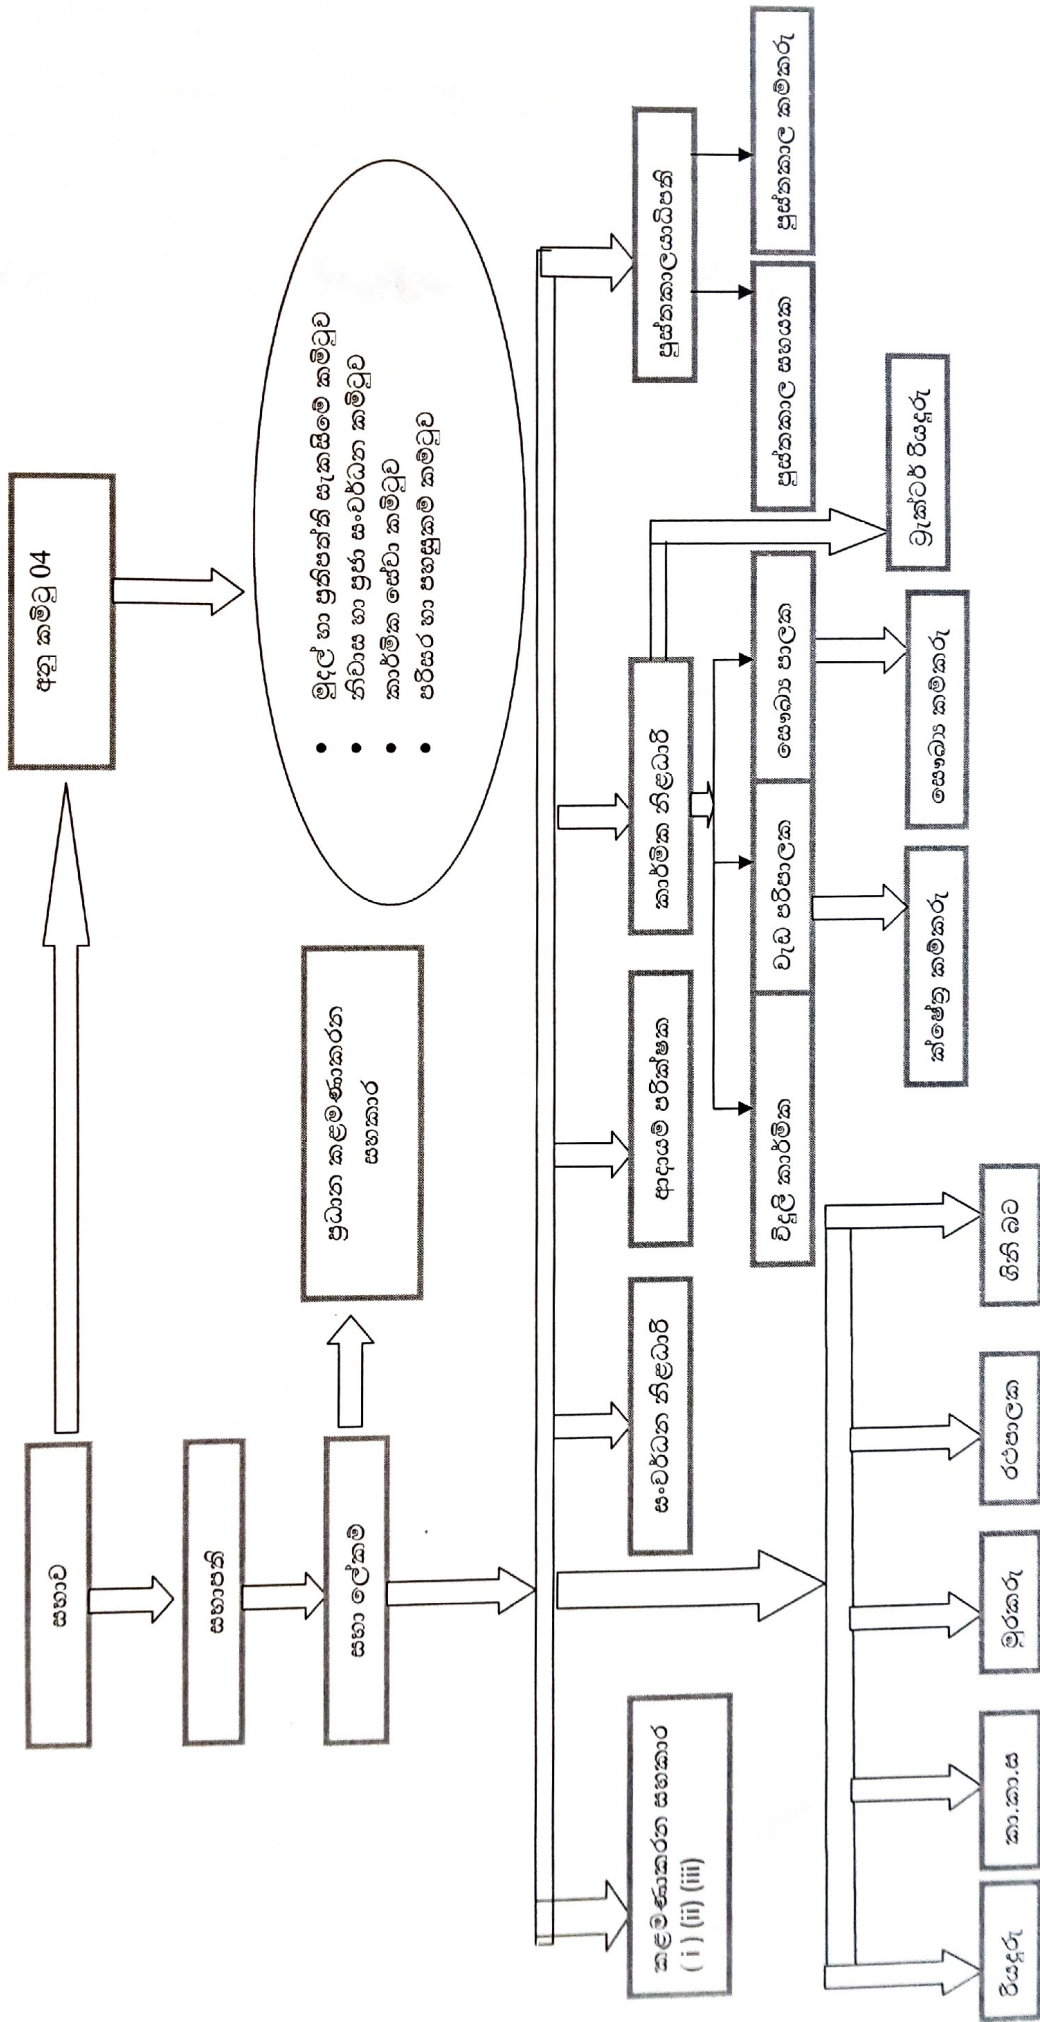 සභාව
අනු කමිටු 04
සභාපති
සභා ලේකම්
ප්‍රධාන කළමණාකරන
සහකාර
• මුදල් හා ප්‍රතිපත්ති සැකසීමේ කමිටුව
• නිවාස හා ප්‍රජා සංවර්ධන කමිටුව
• කාර්මික සේවා කමිටුව
• පරිසර හා පහසුකම් කමිටුව
කළමණාකරන සහකාර
( i ) (ii) (iii)
සංවර්ධන නිළධාරි
ආදායම් පරීක්ෂක
කාර්මික නිළධාරි
පුස්තකාලයාධිපති
විදුලි කාර්මික
වැඩ පරිපාලක
සෞඛ්‍ය පාලක
පුස්තකාල සහයක
පුස්තකාල කම්කරු
ක්ෂේත්‍ර කම්කරු
සෞඛ්‍ය කම්කරු
ට්‍රැක්ටර් රියදුරු
රියදුරු
කා.කා.ස
මුරකරු
රථපාලක
ගිනි භට